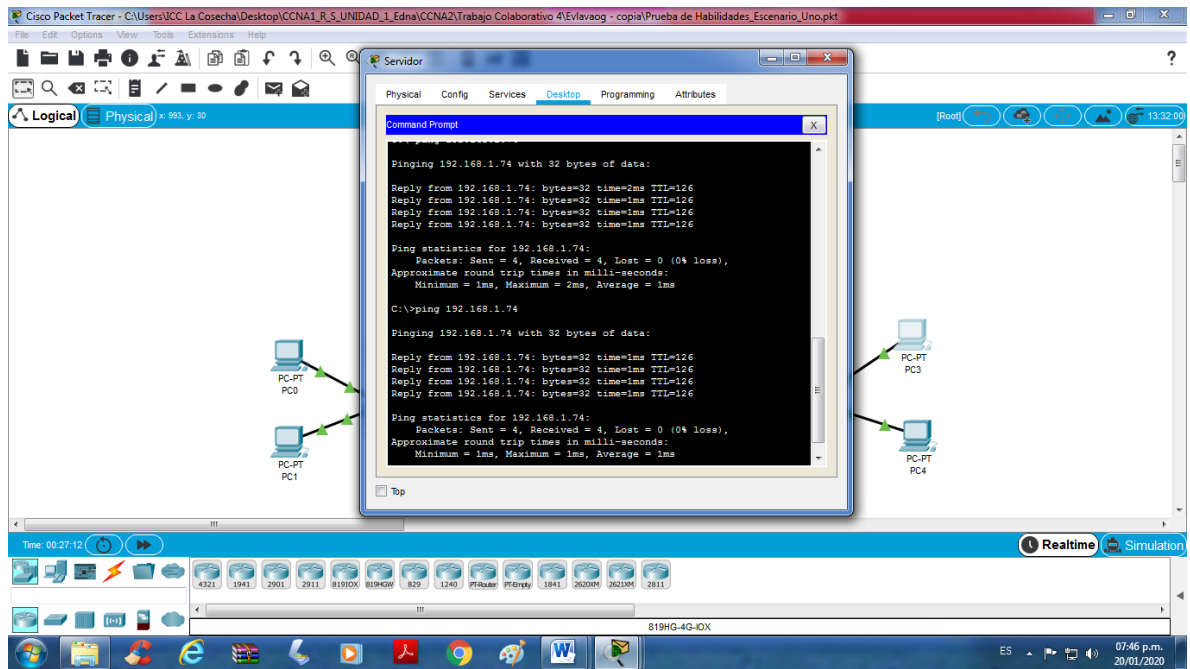 Cisco Packet Tracer - C:\Users\ICC La Cosecha\Desktop\CCNA1_R_S_UNIDAD_1_Edna\CCNA2\Trabajo Colaborativo 4\Evlavaog - copia\Prueba de Habilidades_Escenario_Uno.pkt
File Edit Options View Tools Extensions Help
?
Logical
Physical
x: 993, y: 30
[Root]
13:32:00
Servidor
Physical Config Services Desktop Programming Attributes
Command Prompt
X
Pinging 192.168.1.74 with 32 bytes of data:
Reply from 192.168.1.74: bytes=32 time=2ms TTL=126
Reply from 192.168.1.74: bytes=32 time=1ms TTL=126
Reply from 192.168.1.74: bytes=32 time=1ms TTL=126
Reply from 192.168.1.74: bytes=32 time=1ms TTL=126
Ping statistics for 192.168.1.74:
Packets: Sent = 4, Received = 4, Lost = 0 (0% loss),
Approximate round trip times in milli-seconds:
Minimum = 1ms, Maximum = 2ms, Average = 1ms
C:\>ping 192.168.1.74
Pinging 192.168.1.74 with 32 bytes of data:
Reply from 192.168.1.74: bytes=32 time=1ms TTL=126
Reply from 192.168.1.74: bytes=32 time=1ms TTL=126
Reply from 192.168.1.74: bytes=32 time=1ms TTL=126
Reply from 192.168.1.74: bytes=32 time=1ms TTL=126
Ping statistics for 192.168.1.74:
Packets: Sent = 4, Received = 4, Lost = 0 (0% loss),
Approximate round trip times in milli-seconds:
Minimum = 1ms, Maximum = 1ms, Average = 1ms
Top
PC-PT
PC0
PC-PT
PC1
PC-PT
PC3
PC-PT
PC4
Time: 00:27:12
Realtime
Simulation
4321 1941 2901 2911 819IOX 819HGW 829 1240 PT-Router PT-Empty 1841 2620XM 2621XM 2811
819HG-4G-IOX
ES
07:46 p.m.
20/01/2020